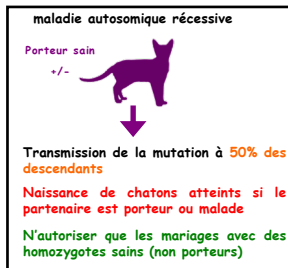 maladie autosomique récessive
Porteur sain
+/-
Transmission de la mutation à 50% des
descendants
Naissance de chatons atteints si le
partenaire est porteur ou malade
N'autoriser que les mariages avec des
homozygotes sains (non porteurs)